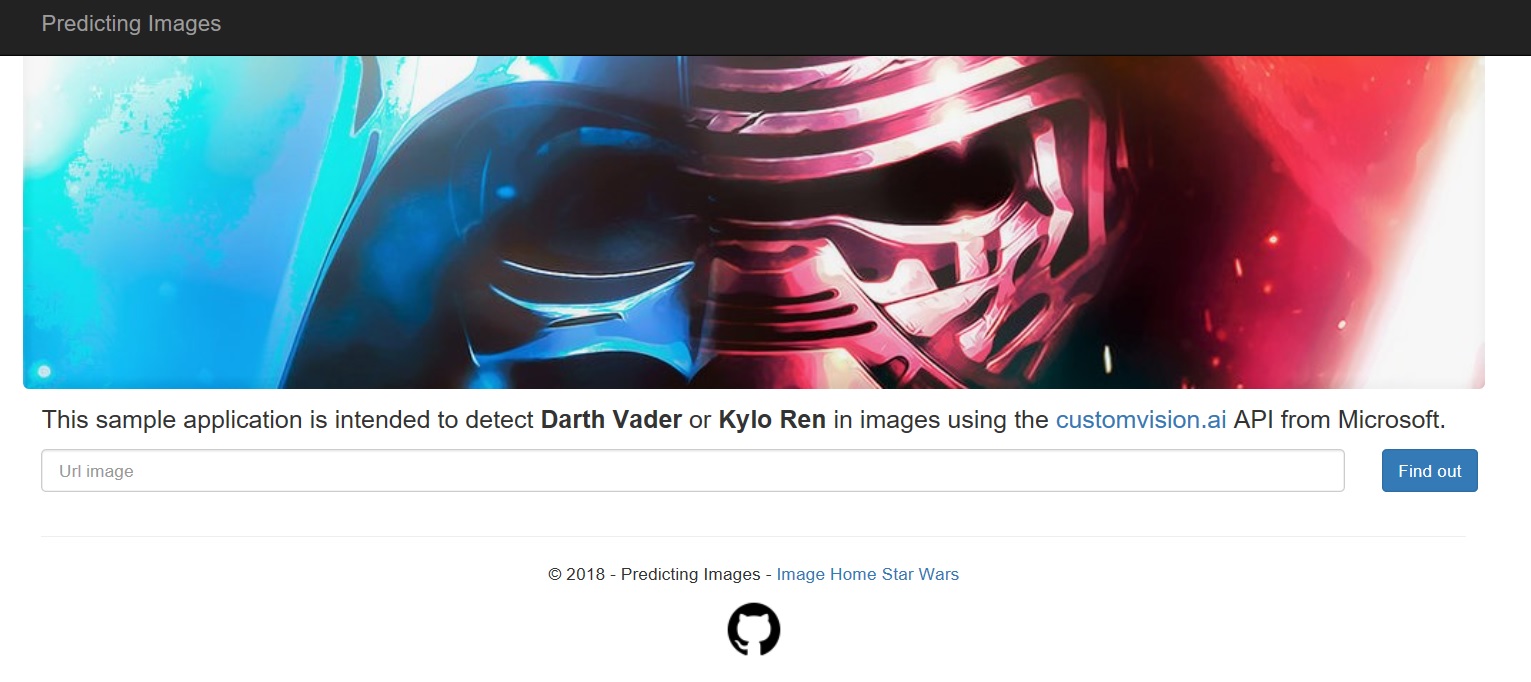 Predicting Images
This sample application is intended to detect Darth Vader or Kylo Ren in images using the customvision.ai API from Microsoft.
Url image
Find out
© 2018 - Predicting Images - Image Home Star Wars